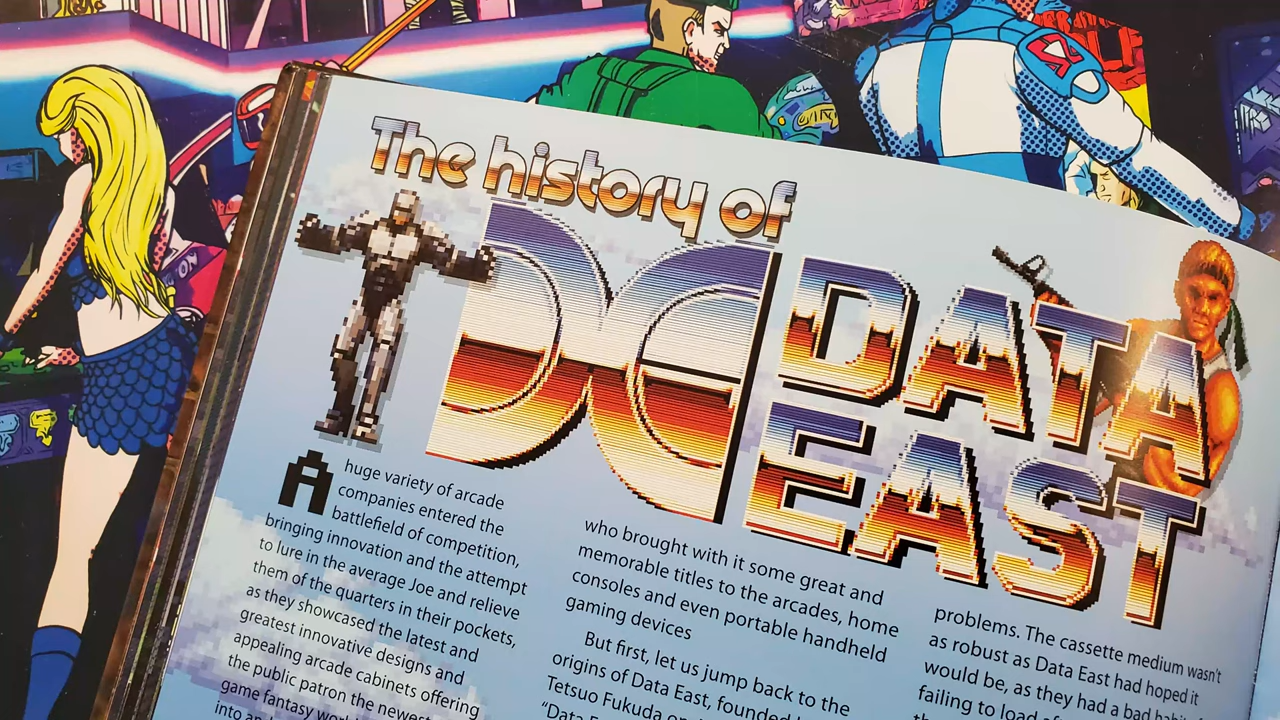 The history of
DATA
EAST
A huge variety of arcade
companies entered the
battlefield of competition,
bringing innovation and the attempt
to lure in the average Joe and relieve
them of the quarters in their pockets,
as they showcased the latest and
greatest innovative designs and
appealing arcade cabinets offering
the public patron the newest
game fantasy
into an
who brought with it some great and
memorable titles to the arcades, home
consoles and even portable handheld
gaming devices
But first, let us jump back to the
origins of Data East, founded
Tetsuo Fukuda
problems. The cassette medium wasn't
as robust as Data East had hoped it
would be, as they had a bad
failing to load